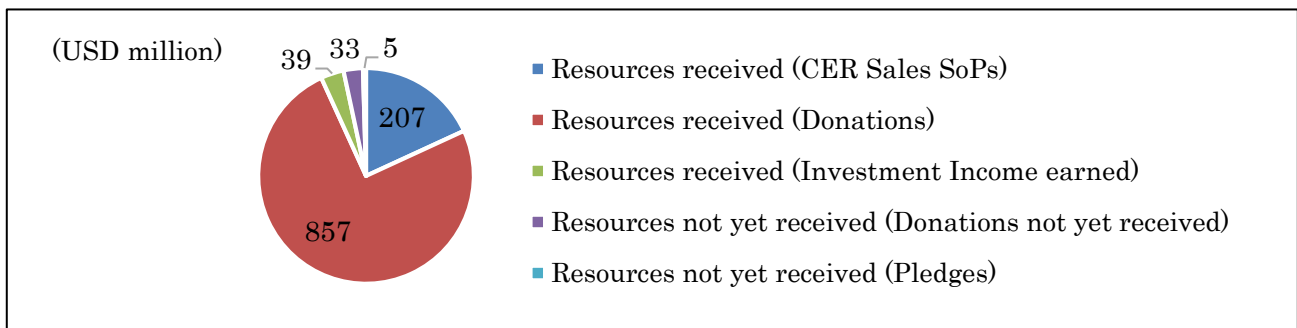 (USD million)
39
33
5
207
857
Resources received (CER Sales SoPs)
Resources received (Donations)
Resources received (Investment Income earned)
Resources not yet received (Donations not yet received)
Resources not yet received (Pledges)